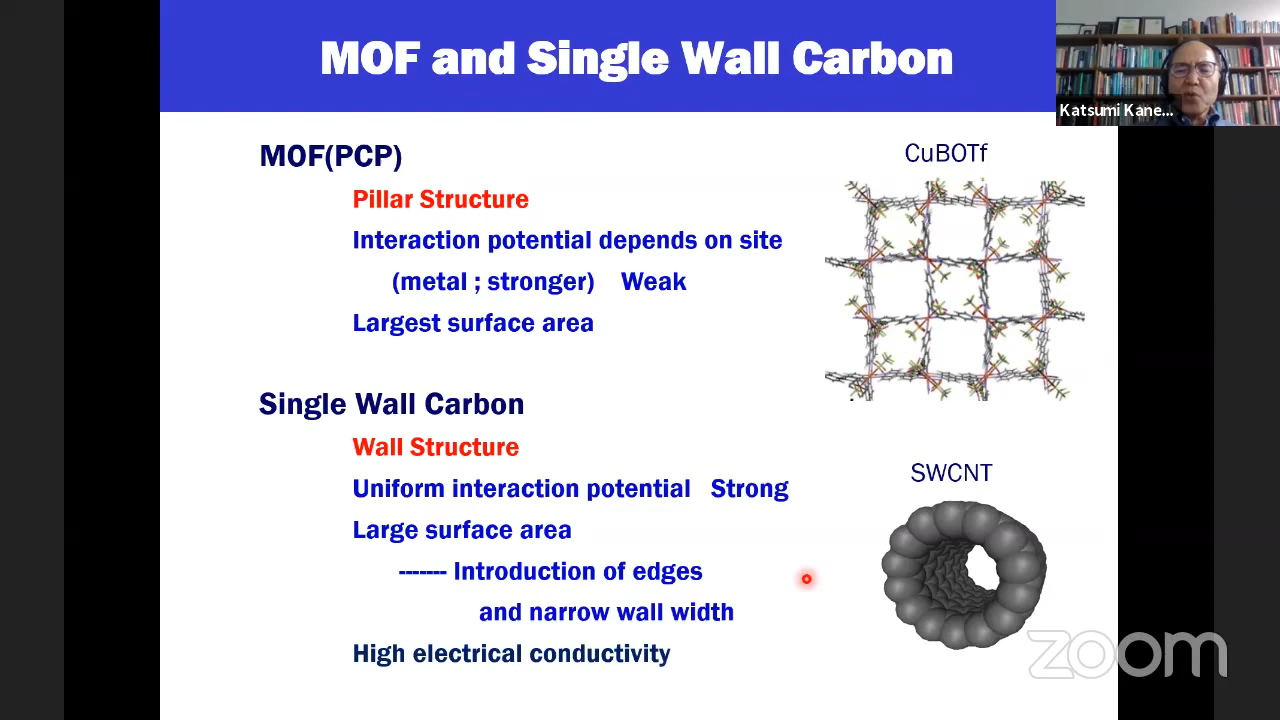 MOF and Single Wall Carbon
Katsumi Kane...
MOF(PCP)
CuBOTf
Pillar Structure
Interaction potential depends on site
(metal ; stronger) Weak
Largest surface area
Single Wall Carbon
Wall Structure
SWCNT
Uniform interaction potential Strong
Large surface area
------- Introduction of edges
and narrow wall width
High electrical conductivity
zoom